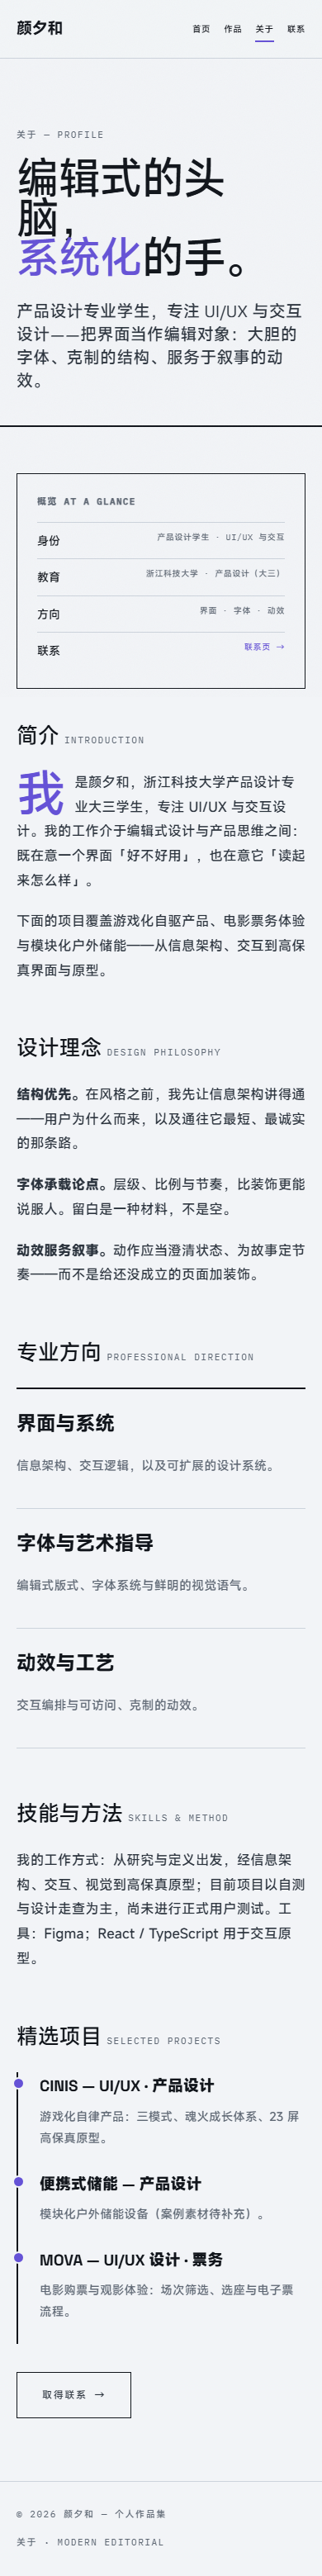 颜夕和
首页 作品 关于 联系
关于 — PROFILE
编辑式的头
脑，
系统化的手。
产品设计专业学生，专注 UI/UX 与交互
设计——把界面当作编辑对象：大胆的
字体、克制的结构、服务于叙事的动
效。
概览 AT A GLANCE
身份 产品设计学生 · UI/UX 与交互
教育 浙江科技大学 · 产品设计（大三）
方向 界面 · 字体 · 动效
联系 联系页 →
简介 INTRODUCTION
我是颜夕和，浙江科技大学产品设计专
业大三学生，专注 UI/UX 与交互设
计。我的工作介于编辑式设计与产品思维之间：
既在意一个界面「好不好用」，也在意它「读起
来怎么样」。
下面的项目覆盖游戏化自驱产品、电影票务体验
与模块化户外储能——从信息架构、交互到高保
真界面与原型。
设计理念 DESIGN PHILOSOPHY
结构优先。在风格之前，我先让信息架构讲得通
——用户为什么而来，以及通往它最短、最诚实
的那条路。
字体承载论点。层级、比例与节奏，比装饰更能
说服人。留白是一种材料，不是空。
动效服务叙事。动作应当澄清状态、为故事定节
奏——而不是给还没成立的页面加装饰。
专业方向 PROFESSIONAL DIRECTION
界面与系统
信息架构、交互逻辑，以及可扩展的设计系统。
字体与艺术指导
编辑式版式、字体系统与鲜明的视觉语气。
动效与工艺
交互编排与可访问、克制的动效。
技能与方法 SKILLS & METHOD
我的工作方式：从研究与定义出发，经信息架
构、交互、视觉到高保真原型；目前项目以自测
与设计走查为主，尚未进行正式用户测试。工
具：Figma；React / TypeScript 用于交互原
型。
精选项目 SELECTED PROJECTS
CINIS — UI/UX · 产品设计
游戏化自律产品：三模式、魂火成长体系、23 屏
高保真原型。
便携式储能 — 产品设计
模块化户外储能设备（案例素材待补充）。
MOVA — UI/UX 设计 · 票务
电影购票与观影体验：场次筛选、选座与电子票
流程。
取得联系 →
© 2026 颜夕和 — 个人作品集
关于 · MODERN EDITORIAL